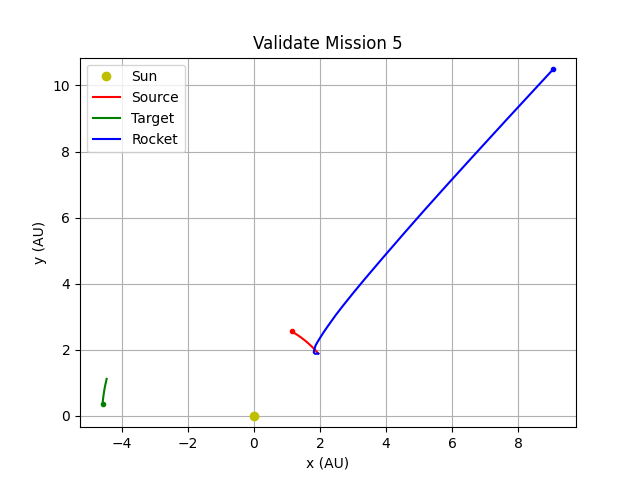 Validate Mission 5
Sun
Source
Target
Rocket
10
8
6
4
2
0
−4
−2
0
2
4
6
8
x (AU)
y (AU)